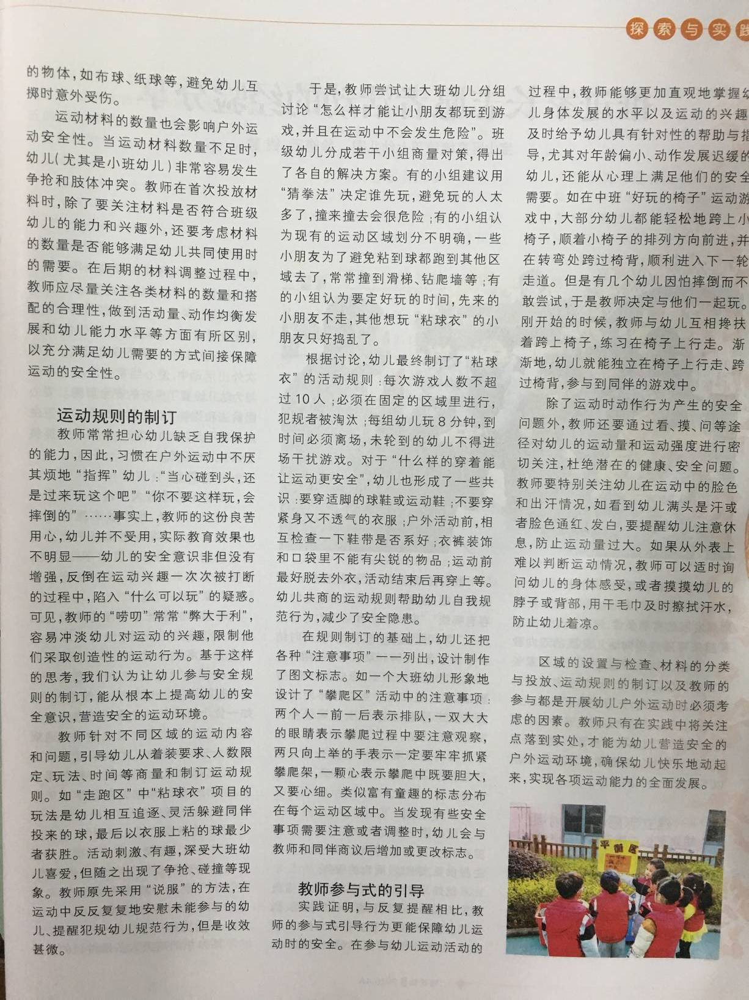 探索与实践
的物体,如布球、纸球等,避免幼儿互
掷时意外受伤。
运动材料的数量也会影响户外运
动安全性。当运动材料数量不足时,
幼儿(尤其是小班幼儿)非常容易发生
争抢和肢体冲突。教师在首次投放材
料时,除了要关注材料是否符合班级
幼儿的能力和兴趣外,还要考虑材料
的数量是否能够满足幼儿共同使用时
的需要。在后期的材料调整过程中,
教师应尽量关注各类材料的数量和搭
配的合理性,做到活动量、动作均衡发
展和幼儿能力水平等方面有所区别,
以充分满足幼儿需要的方式间接保障
运动的安全性。
运动规则的制订
教师常常担心幼儿缺乏自我保护
的能力,因此,习惯在户外运动中不厌
其烦地“指挥”幼儿:“当心碰到头,还
是过来玩这个吧”“你不要这样玩,会
摔倒的”……事实上,教师的这份良苦
用心,幼儿并不受用,实际教育效果也
不明显——幼儿的安全意识非但没有
增强,反倒在运动兴趣一次次被打断
的过程中,陷入“什么可以玩”的疑惑。
可见,教师的“唠叨”常常“弊大于利”,
容易冲淡幼儿对运动的兴趣,限制他
们采取创造性的运动行为。基于这样
的思考,我们认为让幼儿参与安全规
则的制订,能从根本上提高幼儿的安
全意识,营造安全的运动环境。
教师针对不同区域的运动内容
和问题,引导幼儿从着装要求、人数限
定、玩法、时间等商量和制订运动规
则。如“走跑区”中“粘球衣”项目的
玩法是幼儿相互追逐、灵活躲避同伴
投来的球,最后以衣服上粘的球最少
者获胜。活动刺激、有趣,深受大班幼
儿喜爱,但随之出现了争抢、碰撞等现
象。教师原先采用“说服”的方法,在
运动中反反复复地安慰未能参与的幼
儿、提醒犯规幼儿规范行为,但是收效
甚微。
于是,教师尝试让大班幼儿分组
讨论“怎么样才能让小朋友都玩到游
戏,并且在运动中不会发生危险”。班
级幼儿分成若干小组商量对策,得出
了各自的解决方案。有的小组建议用
“猜拳法”决定谁先玩,避免玩的人太
多了,撞来撞去会很危险;有的小组认
为现有的运动区域划分不明确,一些
小朋友为了避免粘到球都跑到其他区
域去了,常常撞到滑梯、钻爬墙等;有
的小组认为要定好玩的时间,先来的
小朋友不走,其他想玩“粘球衣”的小
朋友只好捣乱了。
根据讨论,幼儿最终制订了“粘球
衣”的活动规则:每次游戏人数不超
过10人;必须在固定的区域里进行,
犯规者被淘汰;每组幼儿玩8分钟,到
时间必须离场,未轮到的幼儿不得进
场干扰游戏。对于“什么样的穿着能
让运动更安全”,幼儿也形成了一些共
识:要穿适脚的球鞋或运动鞋;不要穿
紧身又不透气的衣服;户外活动前,相
互检查一下鞋带是否系好;衣裤装饰
和口袋里不能有尖锐的物品;运动前
最好脱去外衣,活动结束后再穿上等。
幼儿共商的运动规则帮助幼儿自我规
范行为,减少了安全隐患。
在规则制订的基础上,幼儿还把
各种“注意事项”一一列出,设计制作
了图文标志。如一个大班幼儿形象地
设计了“攀爬区”活动中的注意事项:
两个人一前一后表示排队,一双大大
的眼睛表示攀爬过程中要注意观察,
两只向上举的手表示一定要牢牢抓紧
攀爬架,一颗心表示攀爬中既要胆大,
又要心细。类似富有童趣的标志分布
在每个运动区域中。当发现有些安全
事项需要注意或者调整时,幼儿会与
教师和同伴商议后增加或更改标志。
教师参与式的引导
实践证明,与反复提醒相比,教
师的参与式引导行为更能保障幼儿运
动时的安全。在参与幼儿运动活动的
过程中,教师能够更加直观地掌握幼
儿身体发展的水平以及运动的兴趣
及时给予幼儿具有针对性的帮助与指
导,尤其对年龄偏小、动作发展迟缓的
幼儿,还能从心理上满足他们的安全
需要。如在中班“好玩的椅子”运动游
戏中,大部分幼儿都能轻松地跨上小
椅子,顺着小椅子的排列方向前进,并
在转弯处跨过椅背,顺利进入下一轮
走道。但是有几个幼儿因怕摔倒而不
敢尝试,于是教师决定与他们一起玩。
刚开始的时候,教师与幼儿互相搀扶
着跨上椅子,练习在椅子上行走。渐
渐地,幼儿就能独立在椅子上行走、跨
过椅背,参与到同伴的游戏中。
除了运动时动作行为产生的安全
问题外,教师还要通过看、摸、问等途
径对幼儿的运动量和运动强度进行密
切关注,杜绝潜在的健康、安全问题。
教师要特别关注幼儿在运动中的脸色
和出汗情况,如看到幼儿满头是汗或
者脸色通红、发白,要提醒幼儿注意休
息,防止运动量过大。如果从外表上
难以判断运动情况,教师可以适时询
问幼儿的身体感受,或者摸摸幼儿的
脖子或背部,用干毛巾及时擦拭汗水,
防止幼儿着凉。
区域的设置与检查、材料的分类
与投放、运动规则的制订以及教师的
参与都是开展幼儿户外运动时必须考
虑的因素。教师只有在实践中将关注
点落到实处,才能为幼儿营造安全的
户外运动环境,确保幼儿快乐地动起
来,实现各项运动能力的全面发展。
平衡区